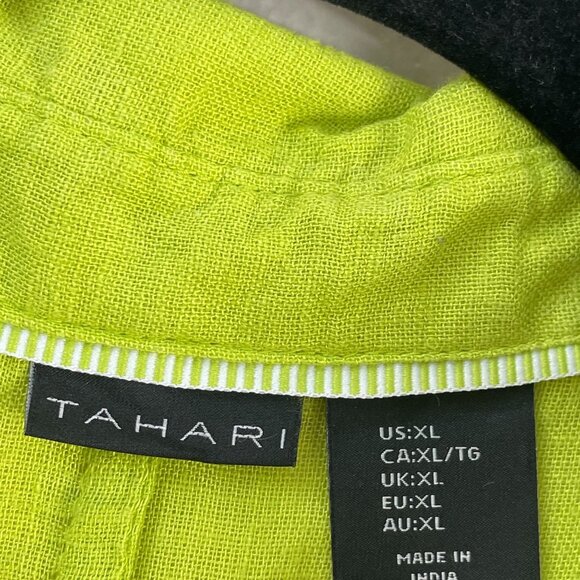 TAHARI
US:XL
CA:XL/TG
UK:XL
EU:XL
AU:XL
MADE IN
INDIA